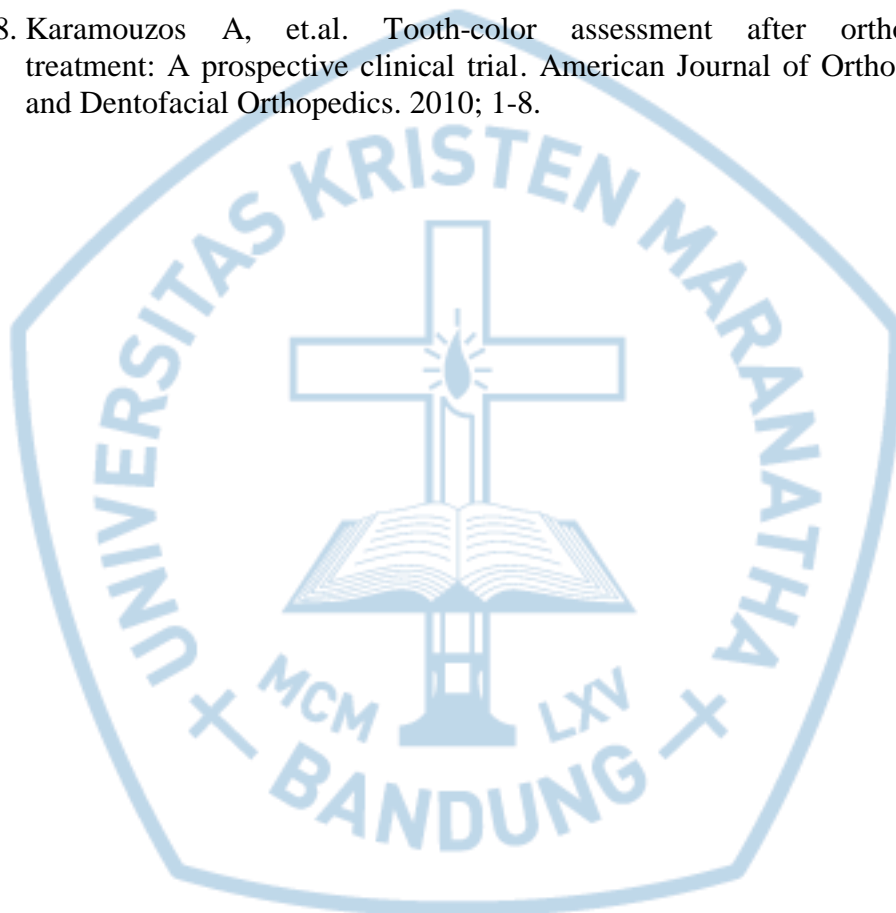 8. Karamouzos A, et.al. Tooth-color assessment after ortho
treatment: A prospective clinical trial. American Journal of Ortho
and Dentofacial Orthopedics. 2010; 1-8.
UNIVERSITAS KRISTEN MARANATHA
MCM LXV
BANDUNG